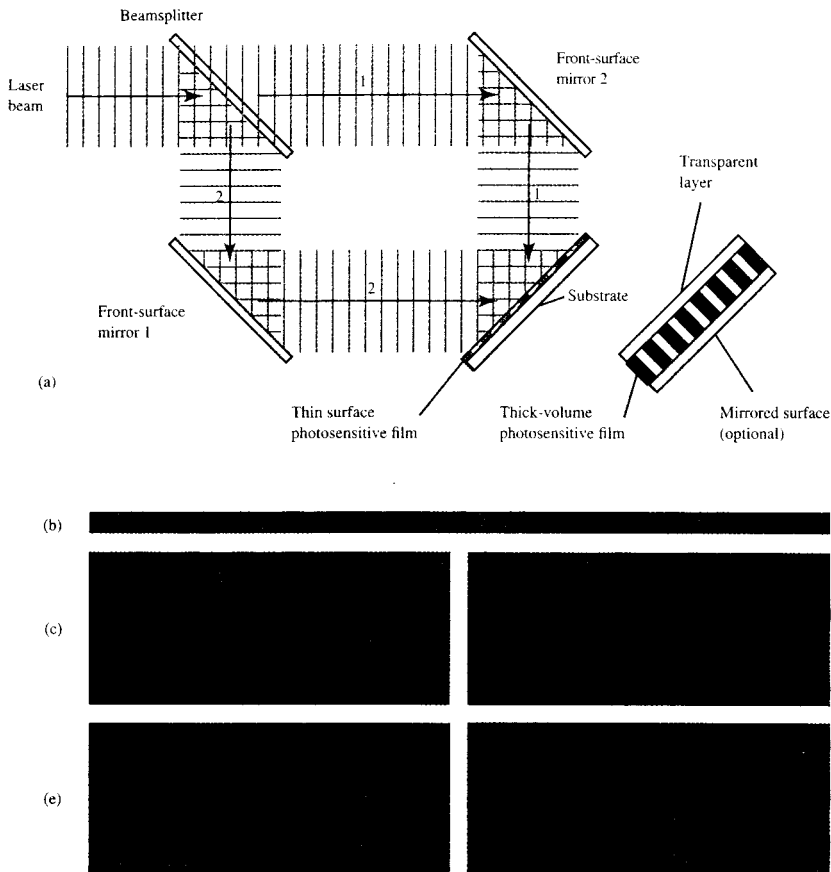 Beamsplitter
Laser
beam
1
Front-surface
mirror 2
2
1
Transparent
layer
Front-surface
mirror 1
2
Substrate
(a)
Thin surface
photosensitive film
Thick-volume
photosensitive film
Mirrored surface
(optional)
(b)
(c)
(e)